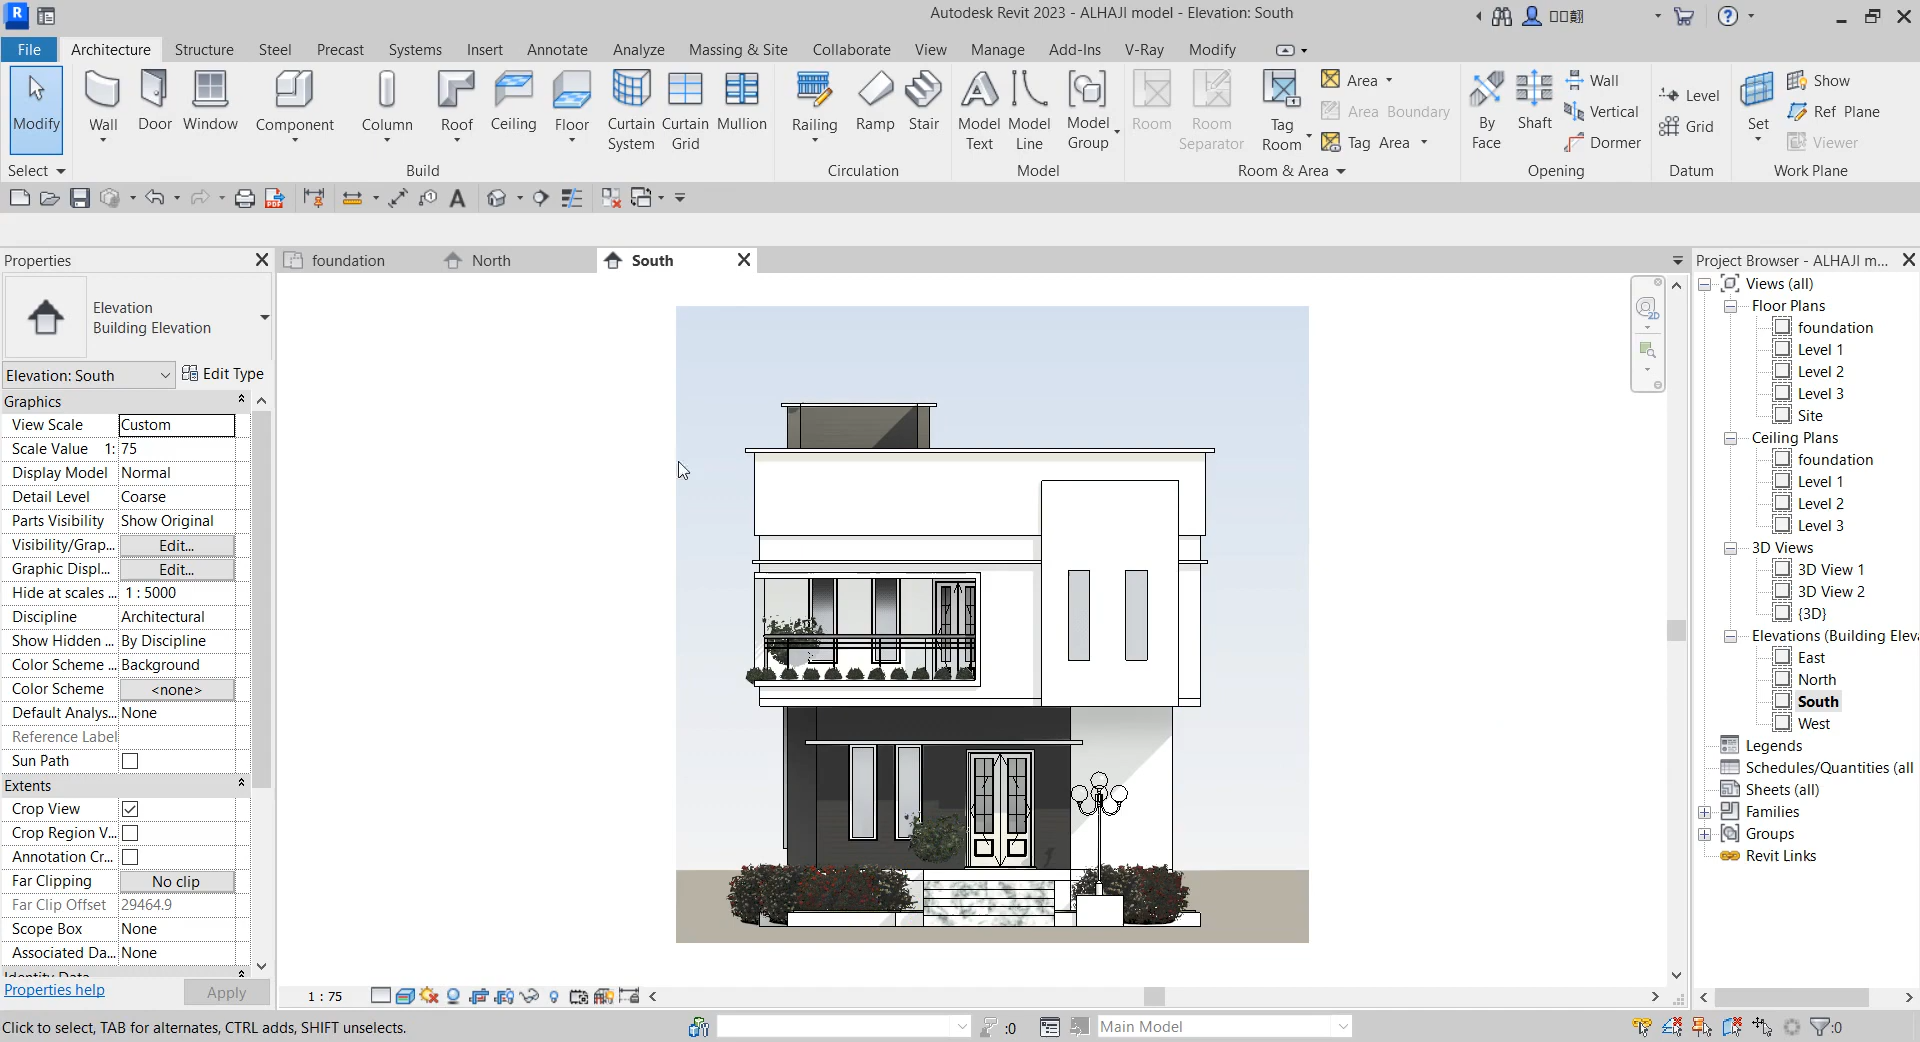 R
Autodesk Revit 2023 - ALHAJI model - Elevation: South
File Architecture Structure Steel Precast Systems Insert Annotate Analyze Massing & Site Collaborate View Manage Add-Ins V-Ray Modify
Modify
Wall
Door
Window
Component
Column
Roof
Ceiling
Floor
Curtain
System
Curtain
Grid
Mullion
Railing
Ramp
Stair
Model
Text
Model
Line
Model
Group
Room
Room
Separator
Tag
Room
Area
Area Boundary
Tag Area
By
Face
Shaft
Wall
Vertical
Dormer
Level
Grid
Set
Show
Ref Plane
Viewer
Select Build Circulation Model Room & Area Opening Datum Work Plane
Properties
foundation
North
South
Project Browser - ALHAJI m...
Elevation
Building Elevation
Elevation: South Edit Type
Graphics
View Scale Custom
Scale Value 1: 75
Display Model Normal
Detail Level Coarse
Parts Visibility Show Original
Visibility/Grap... Edit...
Graphic Displ... Edit...
Hide at scales ... 1 : 5000
Discipline Architectural
Show Hidden ... By Discipline
Color Scheme ... Background
Color Scheme <none>
Default Analys... None
Reference Label
Sun Path
Extents
Crop View
Crop Region V...
Annotation Cr...
Far Clipping No clip
Far Clip Offset 29464.9
Scope Box None
Associated Da... None
Identity Data
Properties help Apply
2D
Views (all)
Floor Plans
foundation
Level 1
Level 2
Level 3
Site
Ceiling Plans
foundation
Level 1
Level 2
Level 3
3D Views
3D View 1
3D View 2
{3D}
Elevations (Building Elev
East
North
South
West
Legends
Schedules/Quantities (all
Sheets (all)
Families
Groups
Revit Links
1 : 75
Click to select, TAB for alternates, CTRL adds, SHIFT unselects.
:0
Main Model
:0